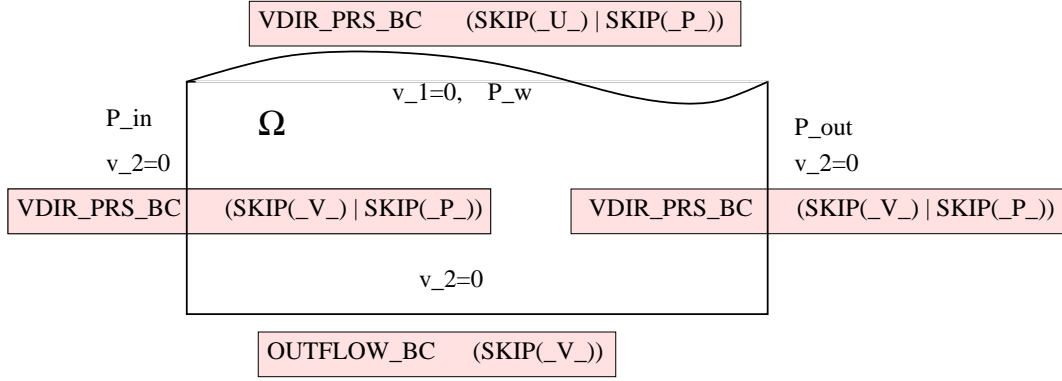 VDIR_PRS_BC (SKIP(_U_) | SKIP(_P_))
v_1=0, P_w
P_in
Ω
P_out
v_2=0
v_2=0
VDIR_PRS_BC (SKIP(_V_) | SKIP(_P_))
VDIR_PRS_BC (SKIP(_V_) | SKIP(_P_))
v_2=0
OUTFLOW_BC (SKIP(_V_))